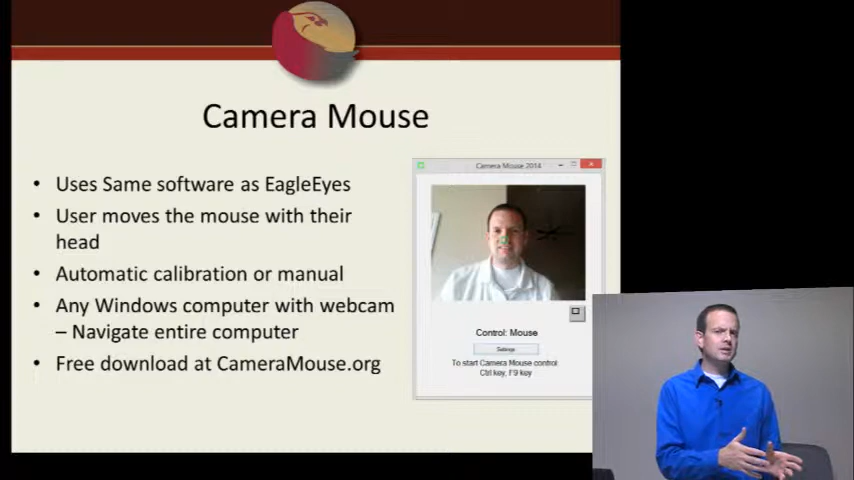 Camera Mouse
• Uses Same software as EagleEyes
• User moves the mouse with their
head
• Automatic calibration or manual
• Any Windows computer with webcam
– Navigate entire computer
• Free download at CameraMouse.org
Camera Mouse 2014
Control: Mouse
Settings
To start Camera Mouse control
Ctrl key, F9 key